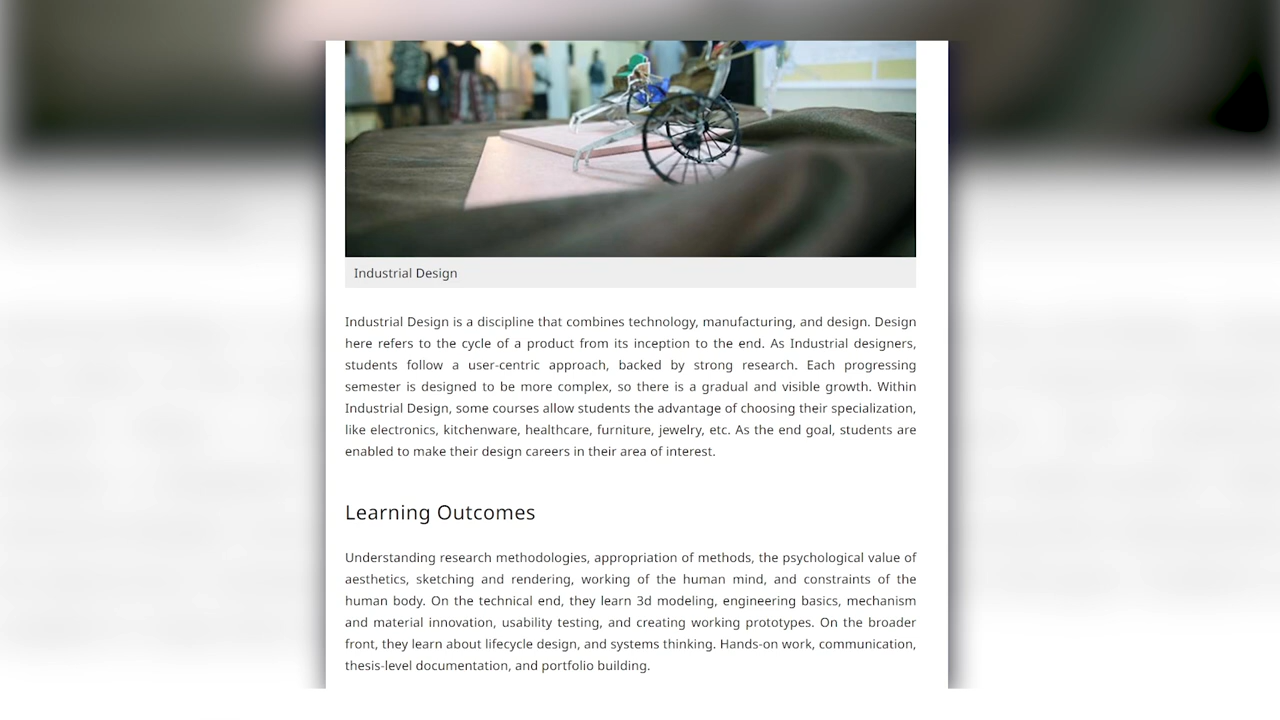 Industrial Design
Industrial Design is a discipline that combines technology, manufacturing, and design. Design
here refers to the cycle of a product from its inception to the end. As Industrial designers,
students follow a user-centric approach, backed by strong research. Each progressing
semester is designed to be more complex, so there is a gradual and visible growth. Within
Industrial Design, some courses allow students the advantage of choosing their specialization,
like electronics, kitchenware, healthcare, furniture, jewelry, etc. As the end goal, students are
enabled to make their design careers in their area of interest.
Learning Outcomes
Understanding research methodologies, appropriation of methods, the psychological value of
aesthetics, sketching and rendering, working of the human mind, and constraints of the
human body. On the technical end, they learn 3d modeling, engineering basics, mechanism
and material innovation, usability testing, and creating working prototypes. On the broader
front, they learn about lifecycle design, and systems thinking. Hands-on work, communication,
thesis-level documentation, and portfolio building.